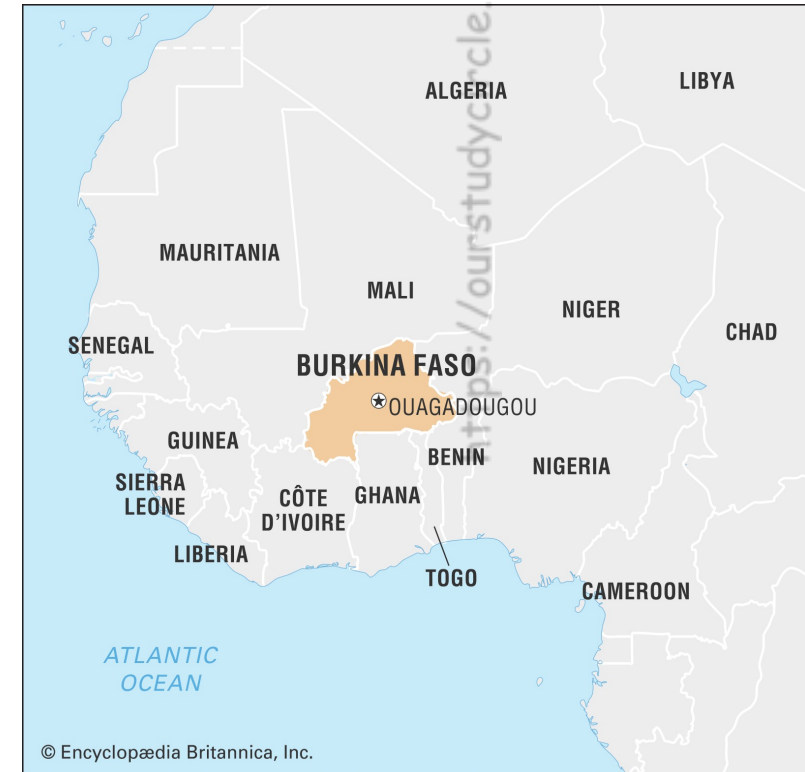 ALGERIA
LIBYA
MAURITANIA
MALI
NIGER
CHAD
SENEGAL
BURKINA FASO
OUAGADOUGOU
GUINEA
BENIN
NIGERIA
SIERRA
LEONE
CÔTE
D'IVOIRE
GHANA
LIBERIA
TOGO
CAMEROON
ATLANTIC
OCEAN
© Encyclopædia Britannica, Inc.
https://ourstudycircle.